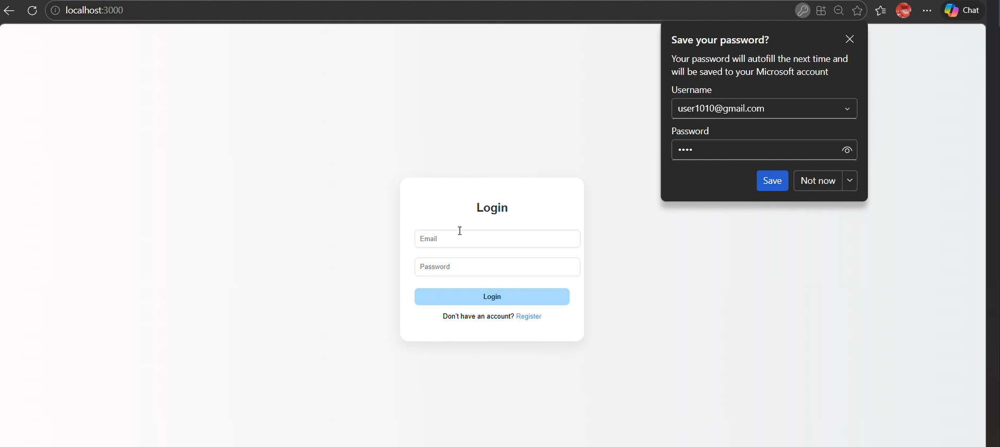 localhost:3000
Chat
Save your password?
Your password will autofill the next time and
will be saved to your Microsoft account
Username
user1010@gmail.com
Password
••••
Save
Not now
Login
Email
Password
Login
Don't have an account? Register